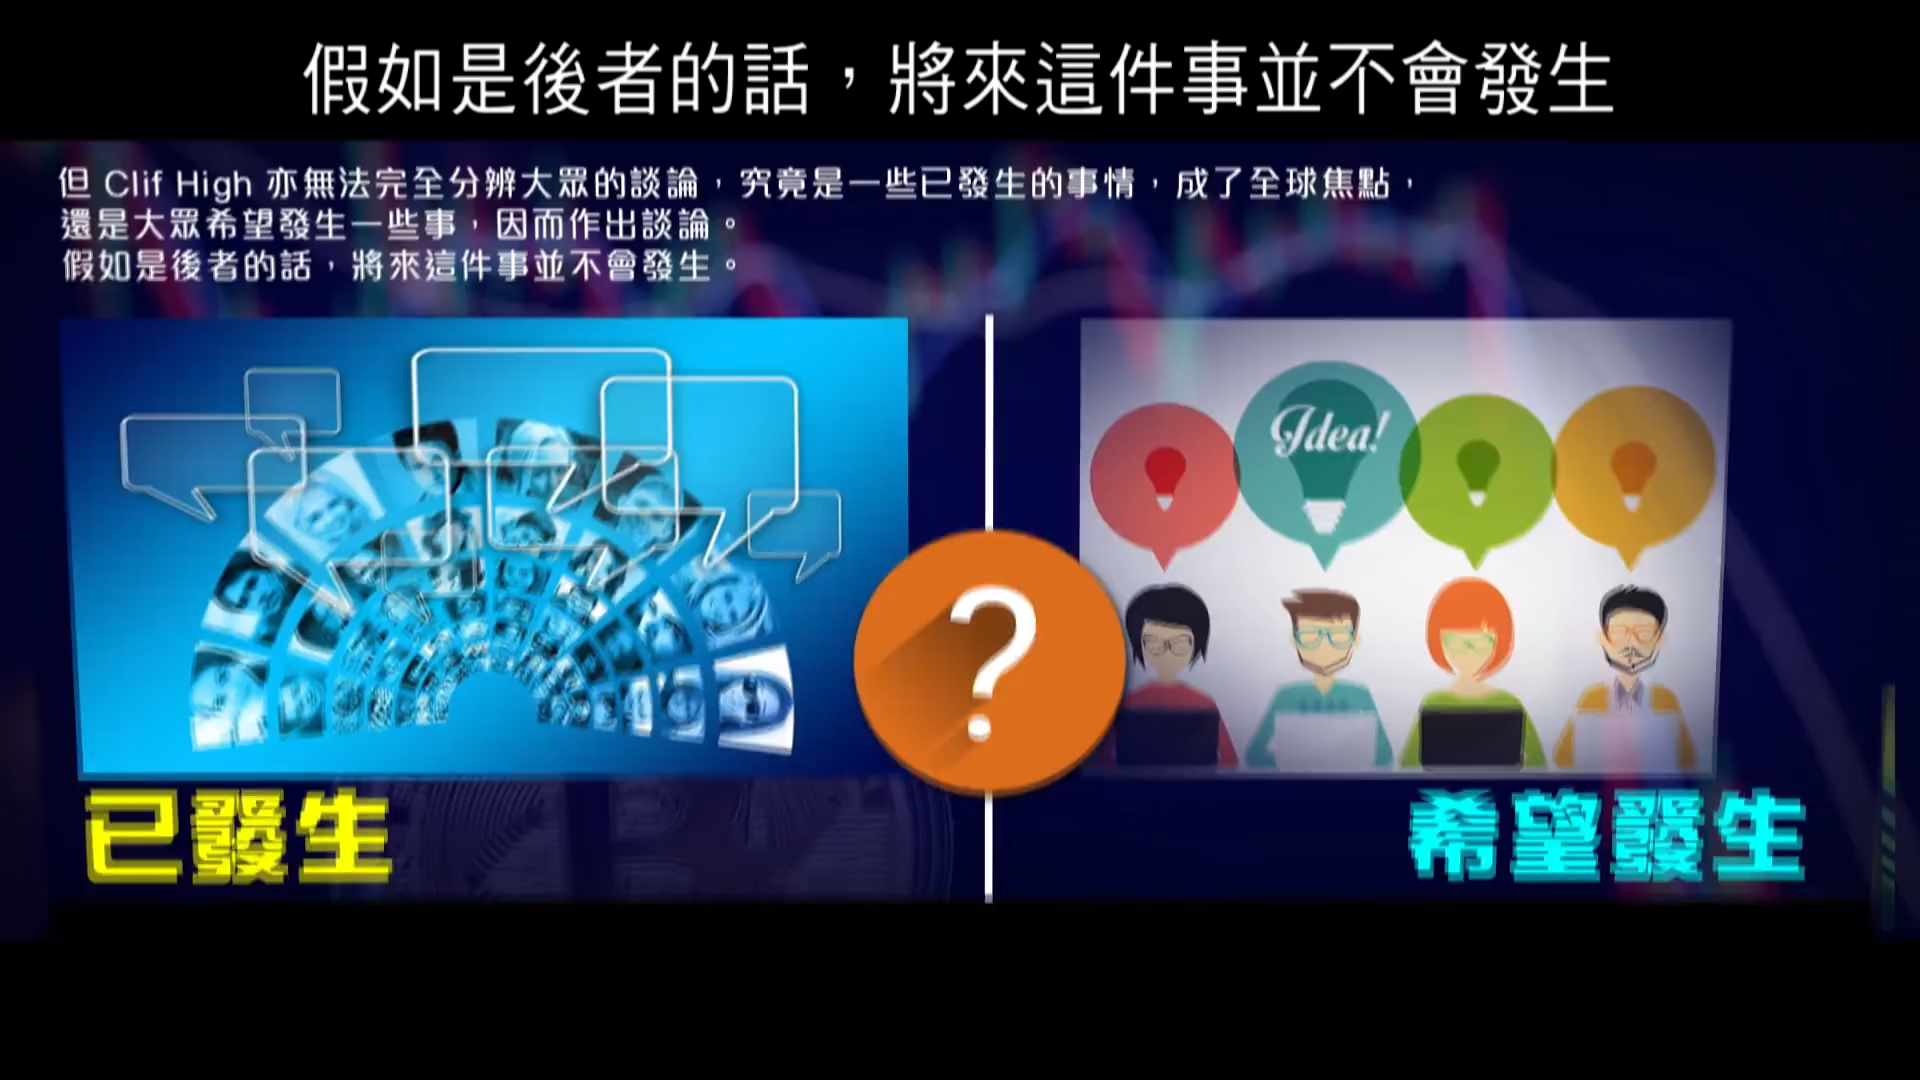 假如是後者的話，將來這件事並不會發生
但 Clif High 亦無法完全分辨大眾的談論，究竟是一些已發生的事情，成了全球焦點，
還是大眾希望發生一些事，因而作出談論。
假如是後者的話，將來這件事並不會發生。
Idea!
?
已發生
希望發生